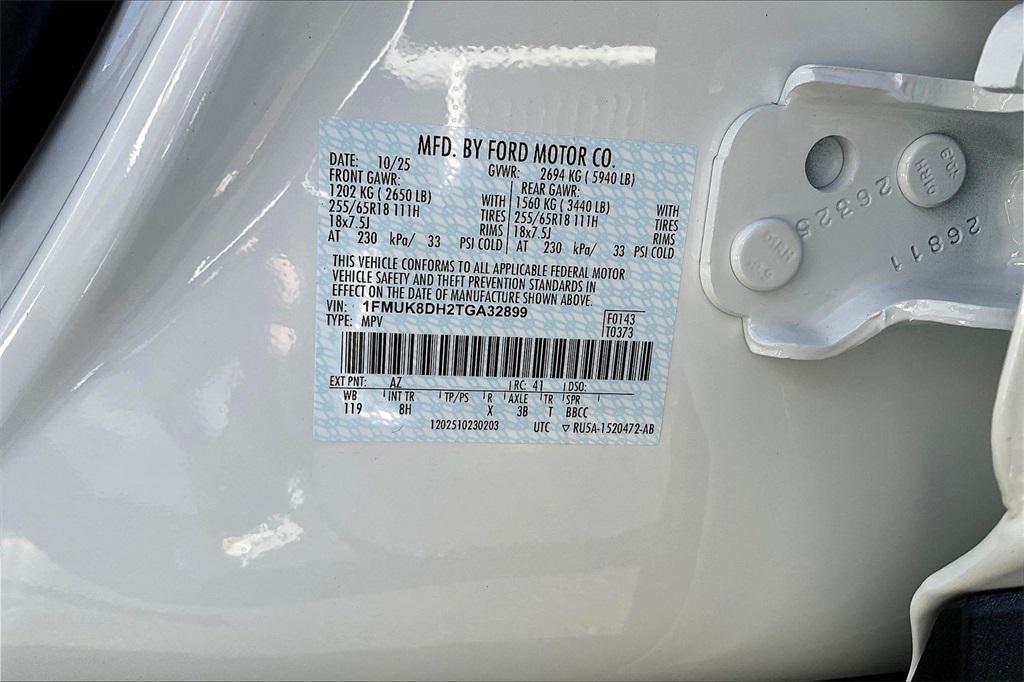 MFD. BY FORD MOTOR CO.
DATE: 10/25 GVWR: 2694 KG ( 5940 LB)
FRONT GAWR: REAR GAWR:
1202 KG ( 2650 LB) WITH 1560 KG ( 3440 LB) WITH
255/65R18 111H TIRES 255/65R18 111H TIRES
18x7.5J RIMS 18x7.5J RIMS
AT 230 kPa/ 33 PSI COLD AT 230 kPa/ 33 PSI COLD
THIS VEHICLE CONFORMS TO ALL APPLICABLE FEDERAL MOTOR
VEHICLE SAFETY AND THEFT PREVENTION STANDARDS IN
EFFECT ON THE DATE OF MANUFACTURE SHOWN ABOVE.
VIN: 1FMUK8DH2TGA32899 F0143
TYPE: MPV T0373
EXT PNT: AZ RC: 41 DSO:
WB INT TR TP/PS R AXLE TR SPR
119 8H X 3B T BBCC
1202510230203 UTC ▽ RU5A-1520472-AB
26811